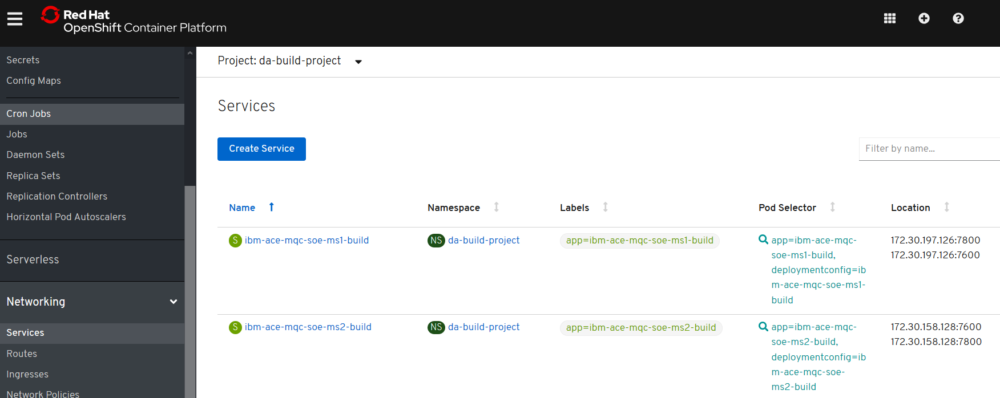 Red Hat
OpenShift Container Platform
Secrets
Config Maps
Cron Jobs
Jobs
Daemon Sets
Replica Sets
Replication Controllers
Horizontal Pod Autoscalers
Serverless
Networking
Services
Routes
Ingresses
Network Policies
Project: da-build-project
Services
Create Service
Filter by name...
Name Namespace Labels Pod Selector Location
S ibm-ace-mqc-soe-ms1-build NS da-build-project app=ibm-ace-mqc-soe-ms1-build app=ibm-ace-mqc- 172.30.197.126:7800
soe-ms1-build, 172.30.197.126:7600
deploymentconfig=ib
m-ace-mqc-soe-ms1-
build
S ibm-ace-mqc-soe-ms2-build NS da-build-project app=ibm-ace-mqc-soe-ms2-build app=ibm-ace-mqc- 172.30.158.128:7600
soe-ms2-build, 172.30.158.128:7800
deploymentconfig=ib
m-ace-mqc-soe-
ms2-build